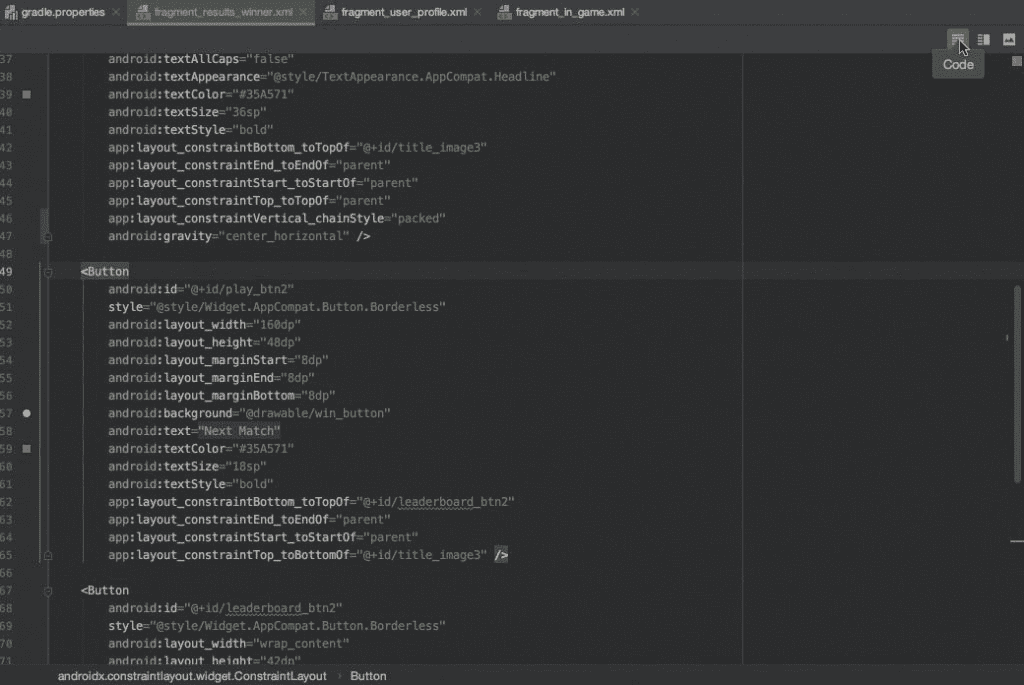 gradle.properties fragment_results_winner.xml fragment_user_profile.xml fragment_in_game.xml
Code
37 android:textAllCaps="false"
38 android:textAppearance="@style/TextAppearance.AppCompat.Headline"
39 android:textColor="#35A571"
40 android:textSize="36sp"
41 android:textStyle="bold"
42 app:layout_constraintBottom_toTopOf="@+id/title_image3"
43 app:layout_constraintEnd_toEndOf="parent"
44 app:layout_constraintStart_toStartOf="parent"
45 app:layout_constraintTop_toTopOf="parent"
46 app:layout_constraintVertical_chainStyle="packed"
47 android:gravity="center_horizontal" />
48
49 <Button
50 android:id="@+id/play_btn2"
51 style="@style/Widget.AppCompat.Button.Borderless"
52 android:layout_width="160dp"
53 android:layout_height="48dp"
54 android:layout_marginStart="8dp"
55 android:layout_marginEnd="8dp"
56 android:layout_marginBottom="8dp"
57 android:background="@drawable/win_button"
58 android:text="Next Match"
59 android:textColor="#35A571"
60 android:textSize="18sp"
61 android:textStyle="bold"
62 app:layout_constraintBottom_toTopOf="@+id/leaderboard_btn2"
63 app:layout_constraintEnd_toEndOf="parent"
64 app:layout_constraintStart_toStartOf="parent"
65 app:layout_constraintTop_toBottomOf="@+id/title_image3" />
66
67 <Button
68 android:id="@+id/leaderboard_btn2"
69 style="@style/Widget.AppCompat.Button.Borderless"
70 android:layout_width="wrap_content"
71 android:layout_height="42dp"
androidx.constraintlayout.widget.ConstraintLayout › Button